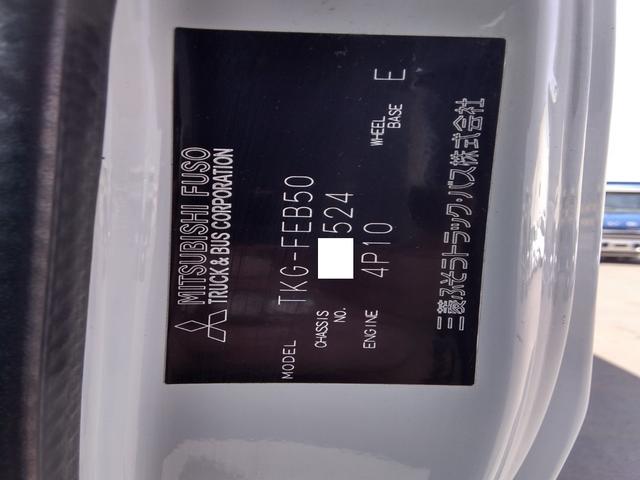 MITSUBISHI FUSO
TRUCK & BUS CORPORATION
MODEL TKG-FEB50
CHASSIS NO. 524
ENGINE 4P10
WHEEL BASE E
三菱ふそうトラック・バス株式会社